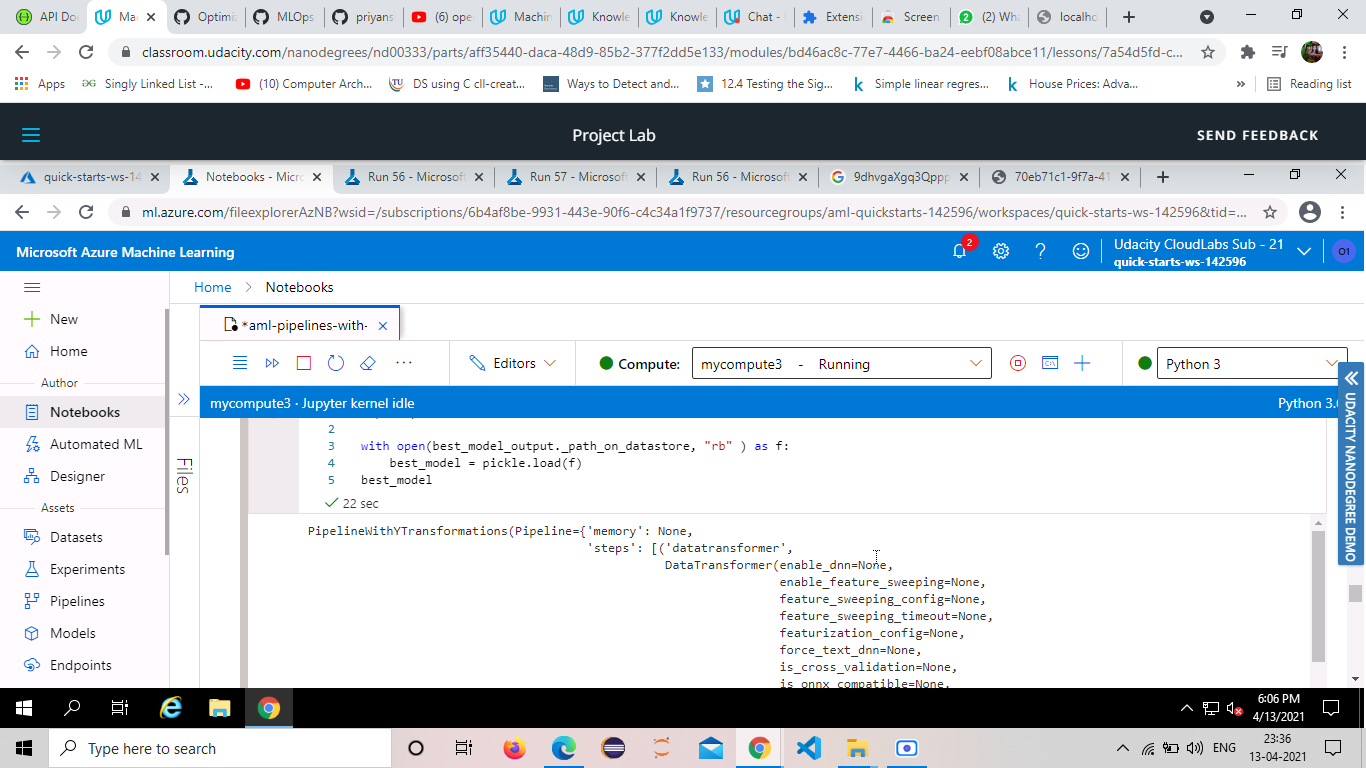 API Do
Ma
Optimi
MLOps
priyans
(6) ope
Machin
Knowle
Knowle
Chat -
Extensi
Screen
(2) Wha
localho
classroom.udacity.com/nanodegrees/nd00333/parts/aff35440-daca-48d9-85b2-377f2dd5e133/modules/bd46ac8c-77e7-4466-ba24-eebf08abce11/lessons/7a54d5fd-c...
Apps
Singly Linked List -...
(10) Computer Arch...
DS using C cll-creat...
Ways to Detect and...
12.4 Testing the Sig...
Simple linear regres...
House Prices: Adva...
»
Reading list
Project Lab
SEND FEEDBACK
quick-starts-ws-14
Notebooks - Micro
Run 56 - Microsoft
Run 57 - Microsoft
Run 56 - Microsoft
9dhvgaXgq3Qppp
70eb71c1-9f7a-41
ml.azure.com/fileexplorerAzNB?wsid=/subscriptions/6b4af8be-9931-443e-90f6-c4c34a1f9737/resourcegroups/aml-quickstarts-142596/workspaces/quick-starts-ws-142596&tid=...
Microsoft Azure Machine Learning
2
Udacity CloudLabs Sub - 21
quick-starts-ws-142596
O1
Home > Notebooks
New
Home
Author
Notebooks
Automated ML
Designer
Assets
Datasets
Experiments
Pipelines
Models
Endpoints
Files
*aml-pipelines-with-
Editors
Compute:
mycompute3 - Running
Python 3
mycompute3 · Jupyter kernel idle
Python 3.
UDACITY NANODEGREE DEMO
2
3 with open(best_model_output._path_on_datastore, "rb" ) as f:
4 best_model = pickle.load(f)
5 best_model
22 sec
PipelineWithYTransformations(Pipeline={'memory': None,
'steps': [('datatransformer',
DataTransformer(enable_dnn=None,
enable_feature_sweeping=None,
feature_sweeping_config=None,
feature_sweeping_timeout=None,
featurization_config=None,
force_text_dnn=None,
is_cross_validation=None,
is_onnx_compatible=None,
6:06 PM
4/13/2021
Type here to search
ENG
23:36
13-04-2021